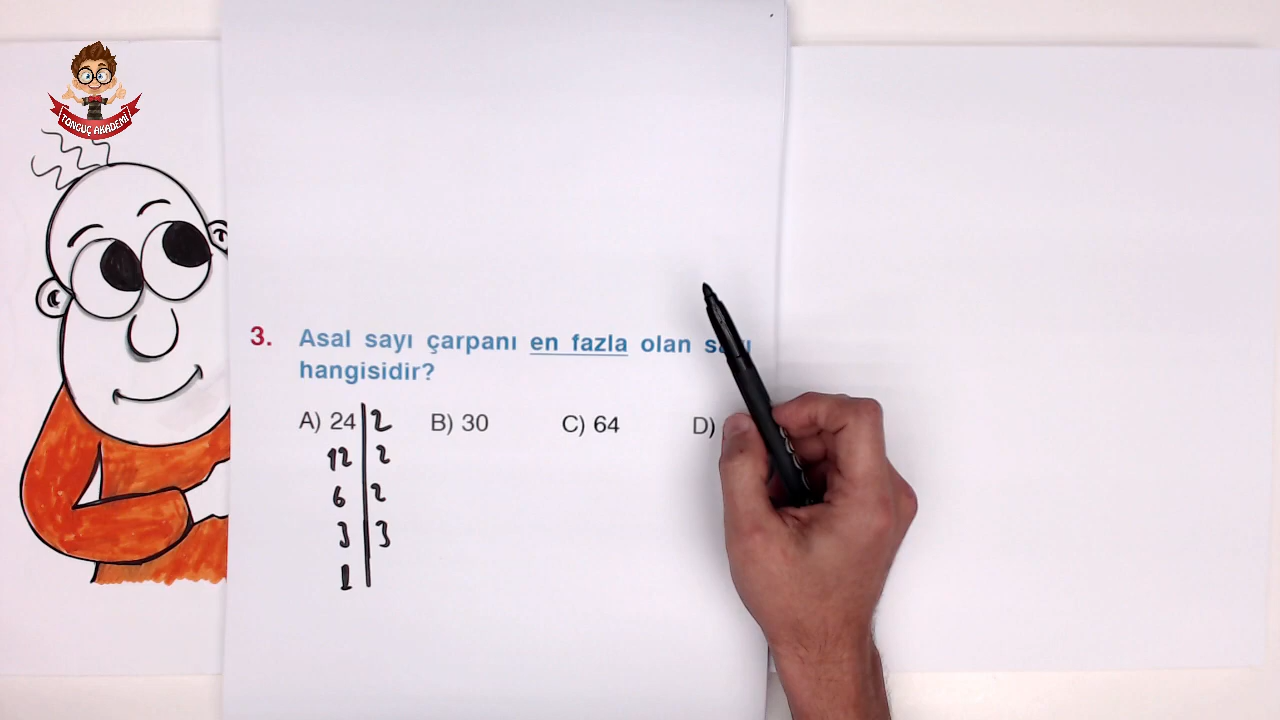 TONGUÇ AKADEMİ
3. Asal sayı çarpanı en fazla olan
hangisidir?
A) 24 2 B) 30 C) 64 D)
12 2
6 2
3 3
1